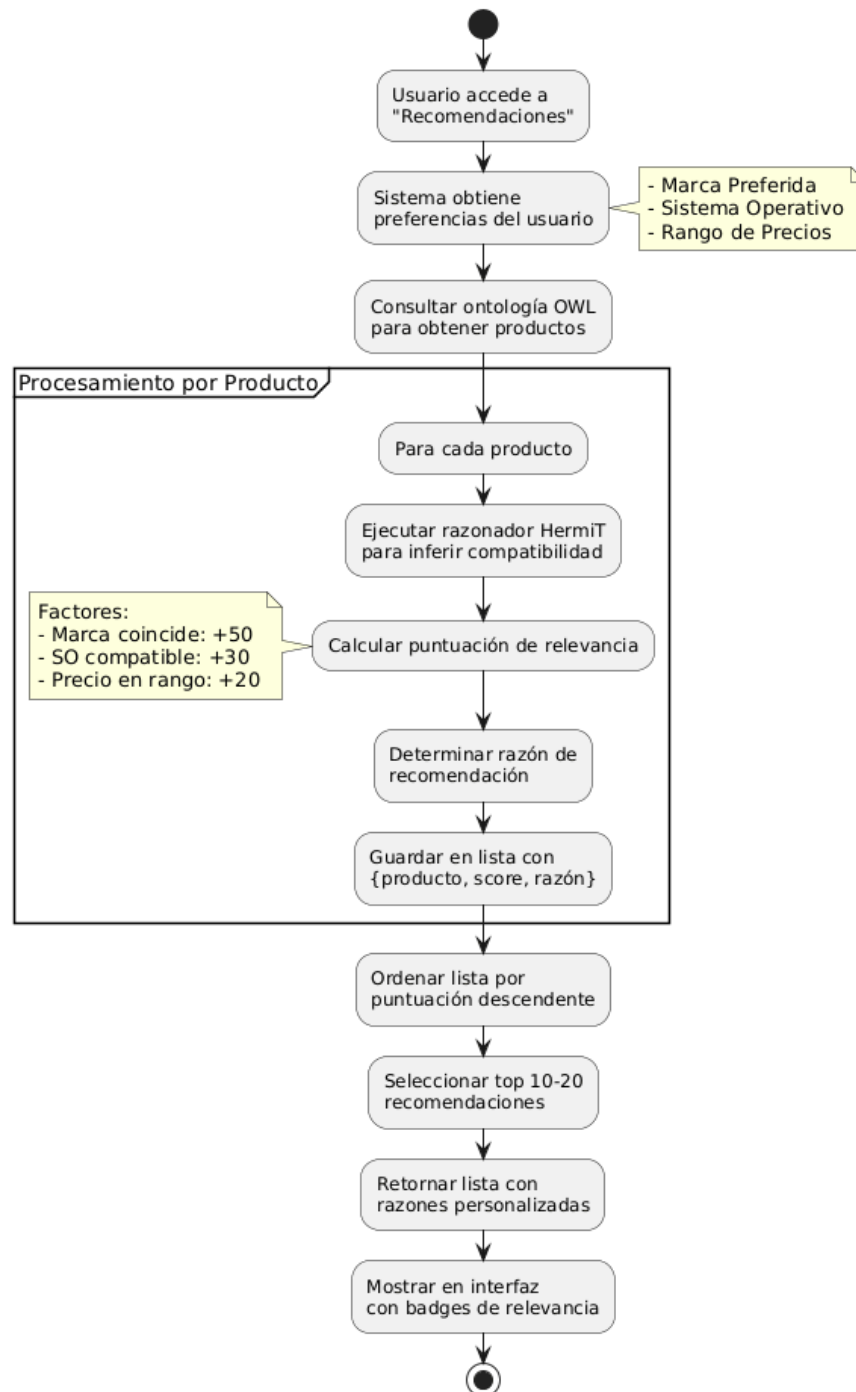 Usuario accede a
"Recomendaciones"
Sistema obtiene
preferencias del usuario
- Marca Preferida
- Sistema Operativo
- Rango de Precios
Consultar ontología OWL
para obtener productos
Procesamiento por Producto
Para cada producto
Ejecutar razonador HermiT
para inferir compatibilidad
Factores:
- Marca coincide: +50
- SO compatible: +30
- Precio en rango: +20
Calcular puntuación de relevancia
Determinar razón de
recomendación
Guardar en lista con
{producto, score, razón}
Ordenar lista por
puntuación descendente
Seleccionar top 10-20
recomendaciones
Retornar lista con
razones personalizadas
Mostrar en interfaz
con badges de relevancia